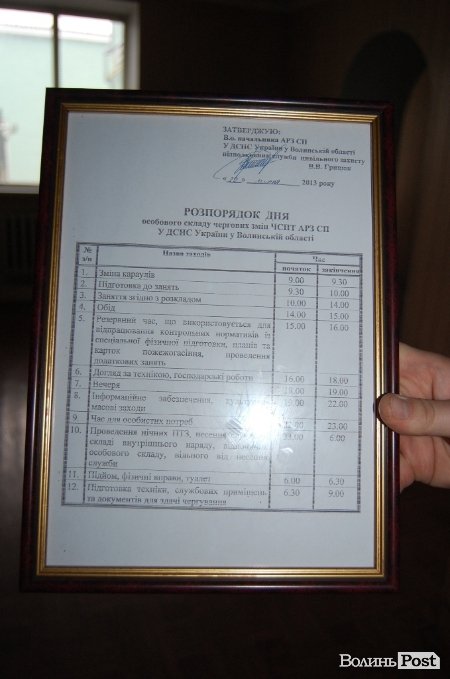 ЗАТВЕРДЖУЮ:
В.о. начальника АРЗ СП
У ДСНС України у Волинській області
підполковник служби цивільного захисту
В.В. Грицюк
2013 року
РОЗПОРЯДОК ДНЯ
особового складу чергових змін ЧСПТ АРЗ СП
У ДСНС України у Волинській області
№ з/п Назва заходів Час
початок закінчення
1. Зміна караулів 9.00 9.30
2. Підготовка до занять 9.30 10.00
3. Заняття згідно з розкладом 10.00 14.00
4. Обід 14.00 15.00
5. Резервний час, що використовується для 15.00 16.00
відпрацювання контрольних нормативів із
спеціальної фізичної підготовки, планів та
карток пожежогасіння, проведення
додаткових занять
6. Догляд за технікою, господарські роботи 16.00 18.00
7. Вечеря 18.00 19.00
8. Інформаційне забезпечення, 22.00
масові заходи
9. Час для особистих потреб 23.00
10. Проведення нічних ПТЗ, несення 6.00
складі внутрішнього наряду,
особового складу, вільного від несення
служби
11. Підйом, фізичні вправи, туалет 6.00 6.30
12. Підготовка техніки, службових приміщень 6.30 9.00
та документів для здачі чергування
Волинь Post